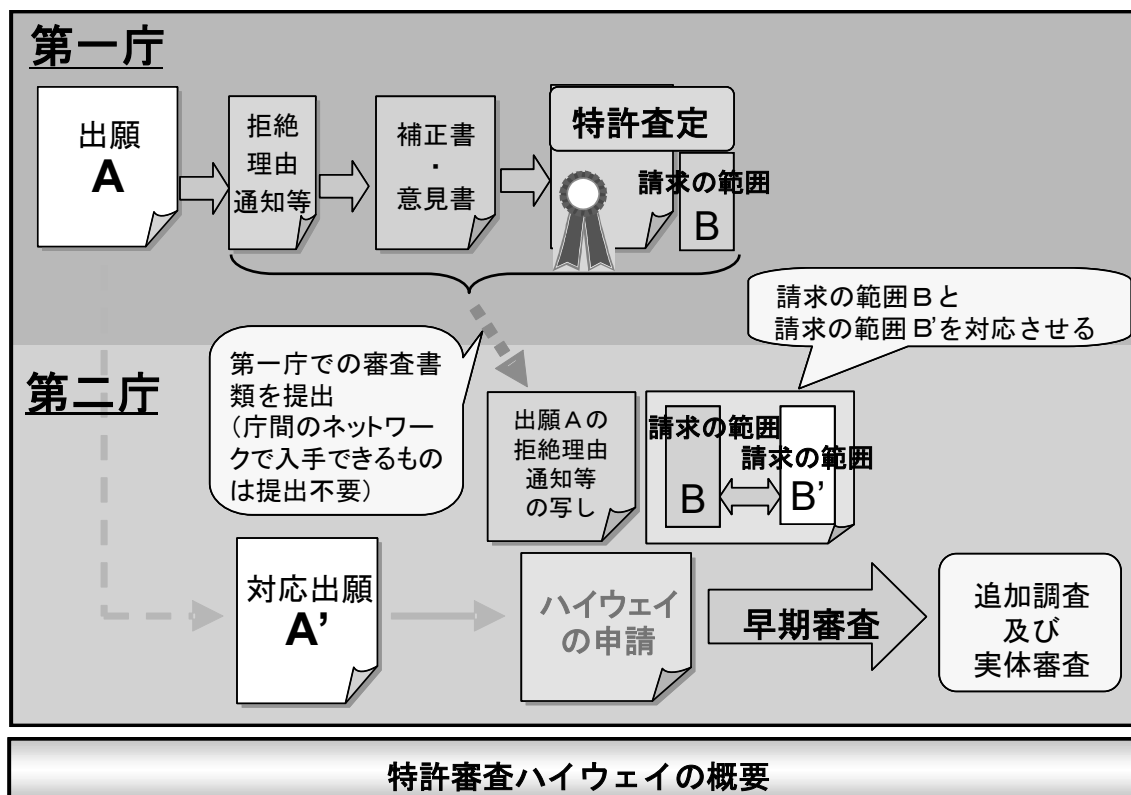 第一庁
出願
A
拒絶
理由
通知等
補正書
・
意見書
特許査定
請求の範囲
B
請求の範囲Bと
請求の範囲B'を対応させる
第二庁
第一庁での審査書
類を提出
(庁間のネットワー
クで入手できるもの
は提出不要)
出願Aの
拒絶理由
通知等
の写し
請求の範囲
B
請求の範囲
B'
対応出願
A'
ハイウェイ
の申請
早期審査
追加調査
及び
実体審査
特許審査ハイウェイの概要